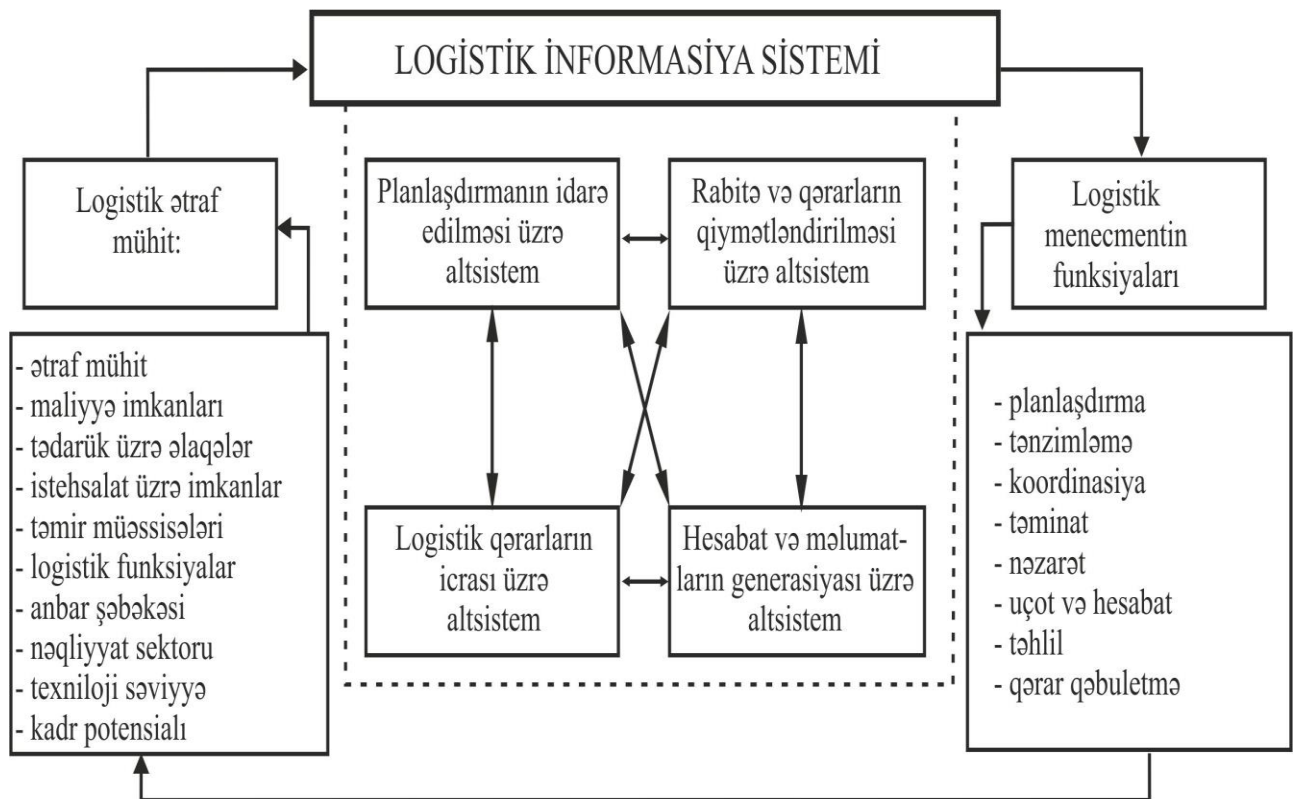 LOGİSTİK İNFORMASİYA SİSTEMİ
Logistik ətraf
mühit:
Planlaşdırmanın idarə
edilməsi üzrə
altsistem
Rabitə və qərarların
qiymətləndirilməsi
üzrə altsistem
Logistik
menecmentin
funksiyaları
- ətraf mühit
- maliyyə imkanları
- tədarük üzrə əlaqələr
- istehsalat üzrə imkanlar
- təmir müəssisələri
- logistik funksiyalar
- anbar şəbəkəsi
- nəqliyyat sektoru
- texniloji səviyyə
- kadr potensialı
Logistik qərarların
icrası üzrə
altsistem
Hesabat və məlumat-
ların generasiyası üzrə
altsistem
- planlaşdırma
- tənzimləmə
- koordinasiya
- təminat
- nəzarət
- uçot və hesabat
- təhlil
- qərar qəbuletmə